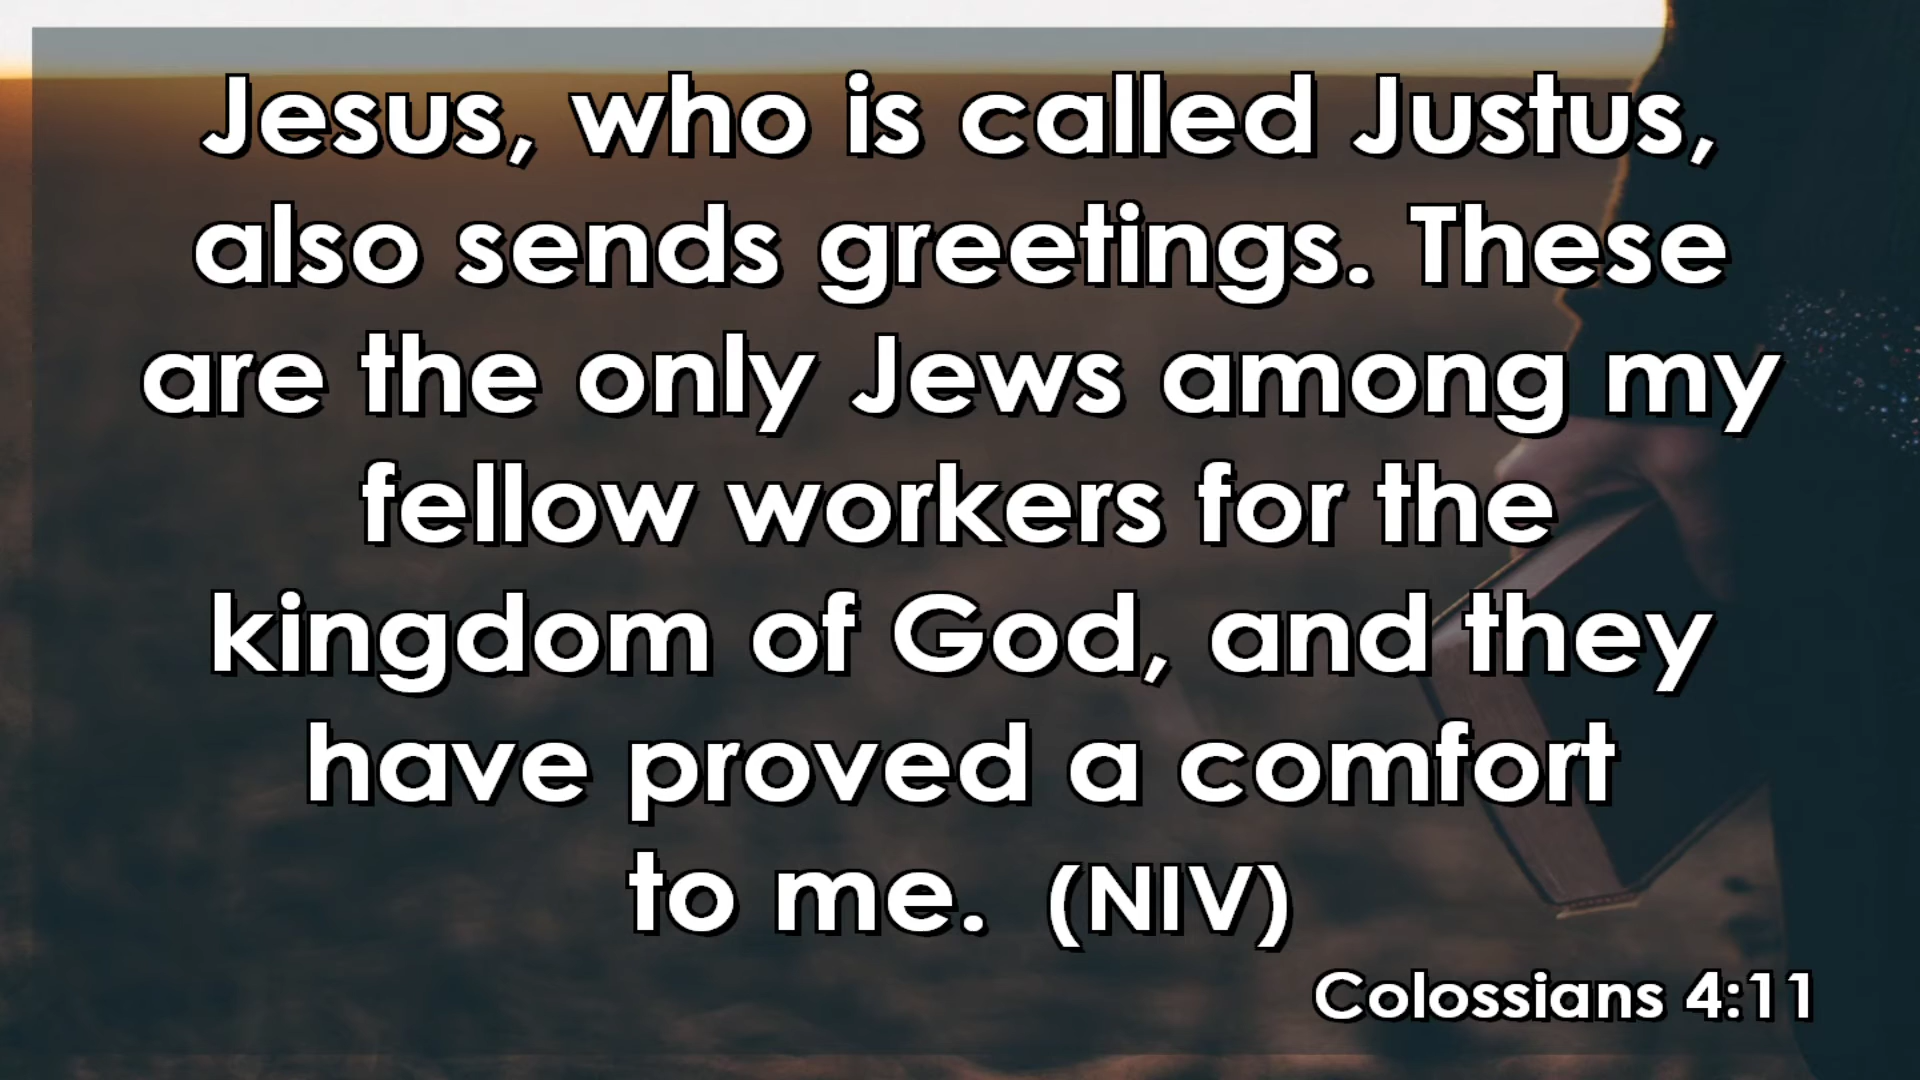 Jesus, who is called Justus,
also sends greetings. These
are the only Jews among my
fellow workers for the
kingdom of God, and they
have proved a comfort
to me. (NIV)
Colossians 4:11